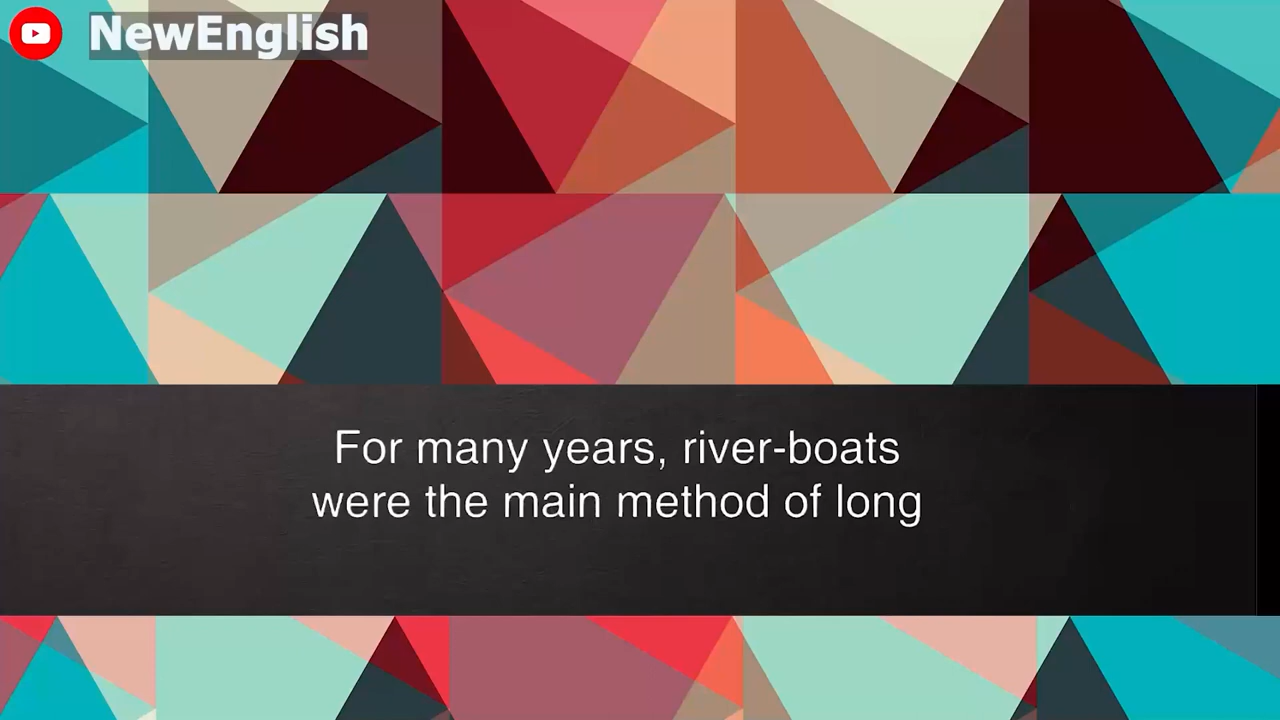 NewEnglish
For many years, river-boats
were the main method of long